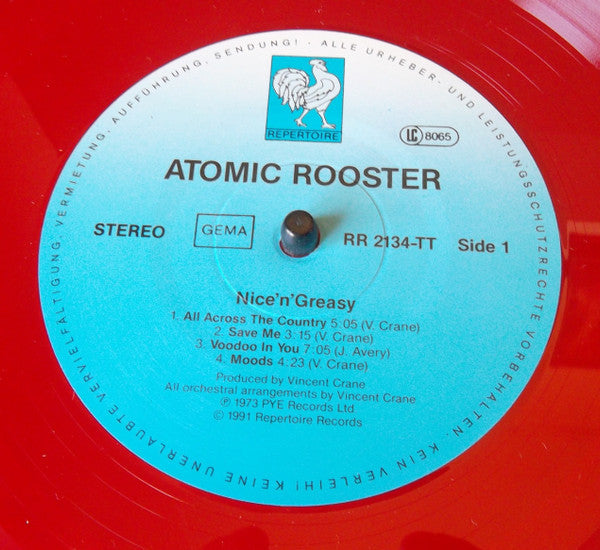 ALLE URHEBER- UND LEISTUNGSSCHUTZRECHTE VORBEHALTEN. KEIN VERLEIH! KEINE UNERLAUBTE VERVIELFÄLTIGUNG, VERMIETUNG, AUFFÜHRUNG, SENDUNG! ·
REPERTOIRE
LC 8065
ATOMIC ROOSTER
STEREO GEMA RR 2134-TT Side 1
Nice'n'Greasy
1. All Across The Country 5:05 (V. Crane)
2. Save Me 3.15 (V. Crane)
3. Voodoo In You 7:05 (J. Avery)
4. Moods 4:23 (V. Crane)
Produced by Vincent Crane
All orchestral arrangements by Vincent Crane
℗ 1973 PYE Records Ltd
© 1991 Repertoire Records